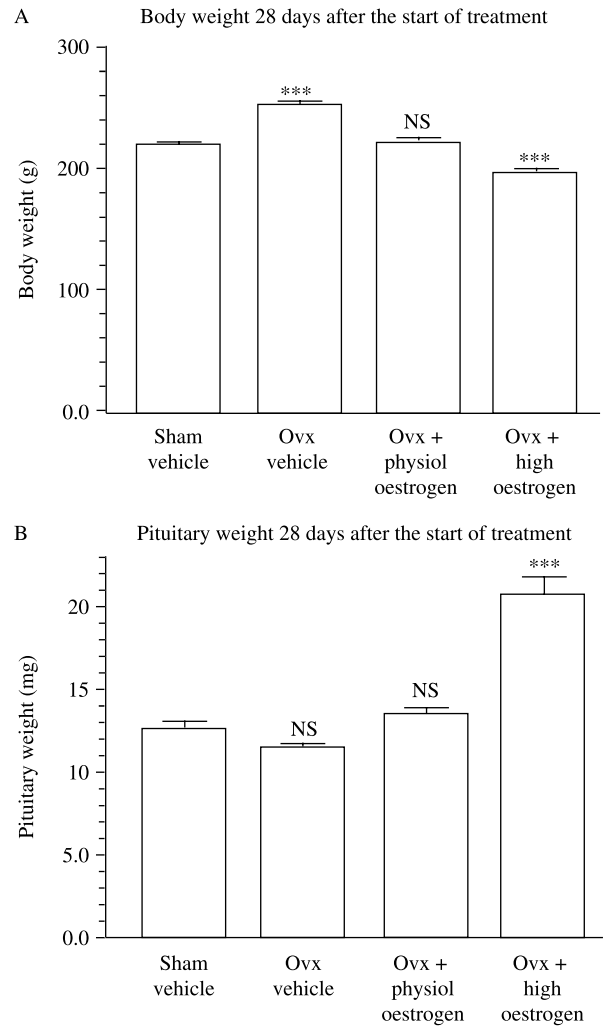 A
Body weight 28 days after the start of treatment
300
200
100
0.0
Body weight (g)
***
NS
***
Sham
vehicle
Ovx
vehicle
Ovx +
physiol
oestrogen
Ovx +
high
oestrogen
B
Pituitary weight 28 days after the start of treatment
20
15
10
5.0
0.0
Pituitary weight (mg)
NS
NS
***
Sham
vehicle
Ovx
vehicle
Ovx +
physiol
oestrogen
Ovx +
high
oestrogen